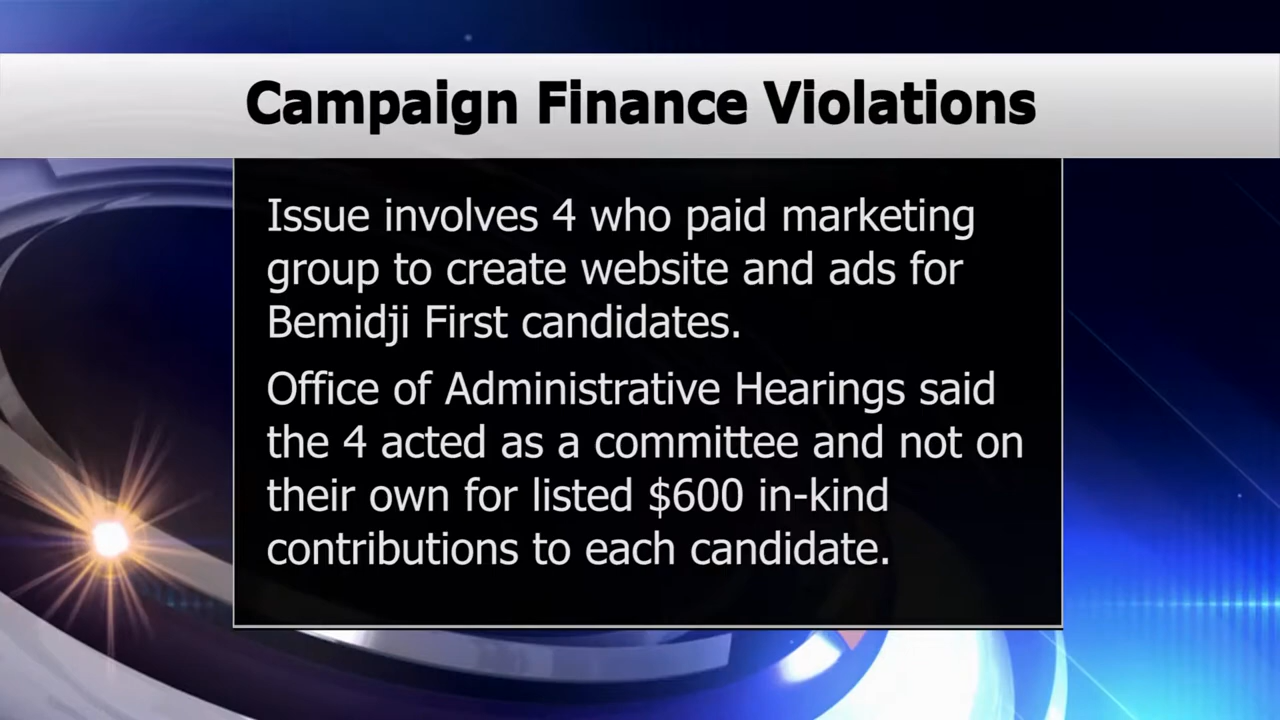 Campaign Finance Violations
Issue involves 4 who paid marketing
group to create website and ads for
Bemidji First candidates.
Office of Administrative Hearings said
the 4 acted as a committee and not on
their own for listed $600 in-kind
contributions to each candidate.